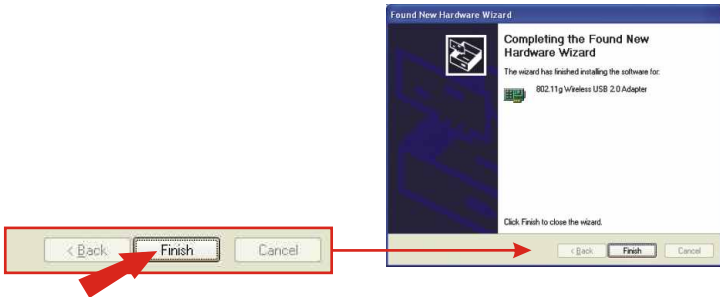 Found New Hardware Wizard
Completing the Found New
Hardware Wizard
The wizard has finished installing the software for:
802.11g Wireless USB 2.0 Adapter
Click Finish to close the wizard.
< Back Finish Cancel
< Back Finish Cancel